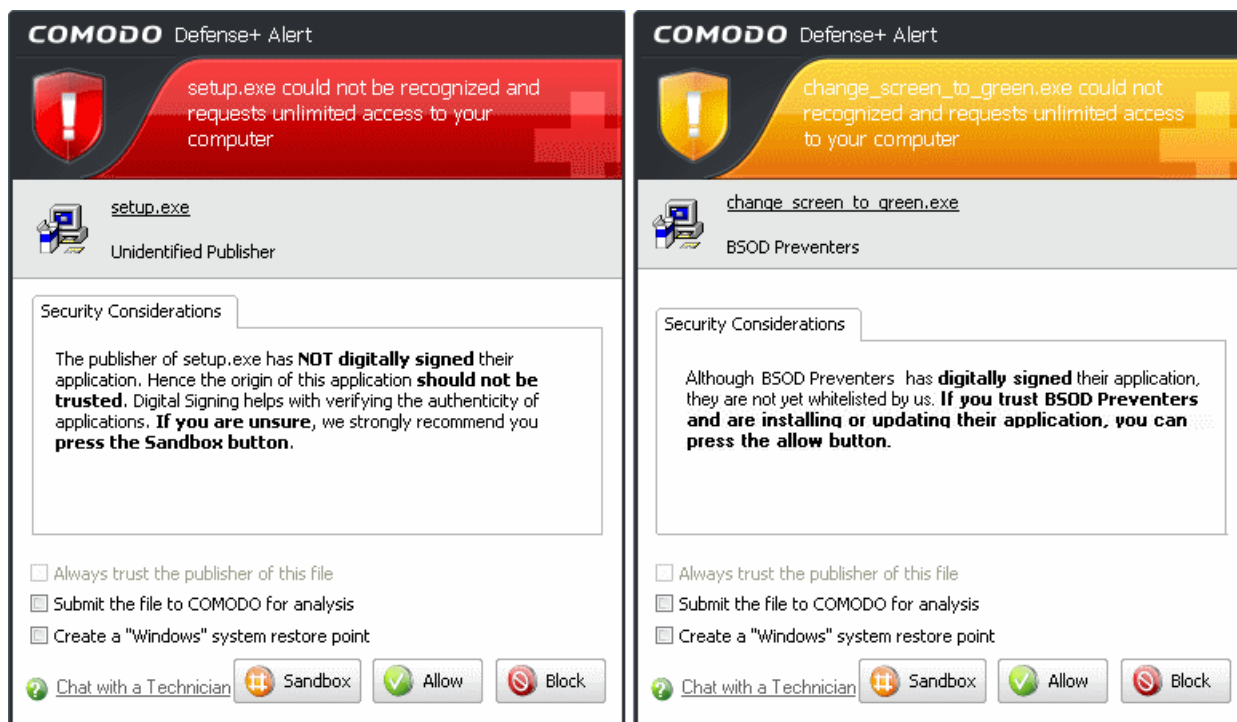 COMODO Defense+ Alert
setup.exe could not be recognized and
requests unlimited access to your
computer
setup.exe
Unidentified Publisher
Security Considerations
The publisher of setup.exe has NOT digitally signed their
application. Hence the origin of this application should not be
trusted. Digital Signing helps with verifying the authenticity of
applications. If you are unsure, we strongly recommend you
press the Sandbox button.
Always trust the publisher of this file
Submit the file to COMODO for analysis
Create a "Windows" system restore point
Chat with a Technician
Sandbox
Allow
Block
COMODO Defense+ Alert
change_screen_to_green.exe could not
recognized and requests unlimited access
to your computer
change_screen_to_green.exe
BSOD Preventers
Security Considerations
Although BSOD Preventers has digitally signed their application,
they are not yet whitelisted by us. If you trust BSOD Preventers
and are installing or updating their application, you can
press the allow button.
Always trust the publisher of this file
Submit the file to COMODO for analysis
Create a "Windows" system restore point
Chat with a Technician
Sandbox
Allow
Block